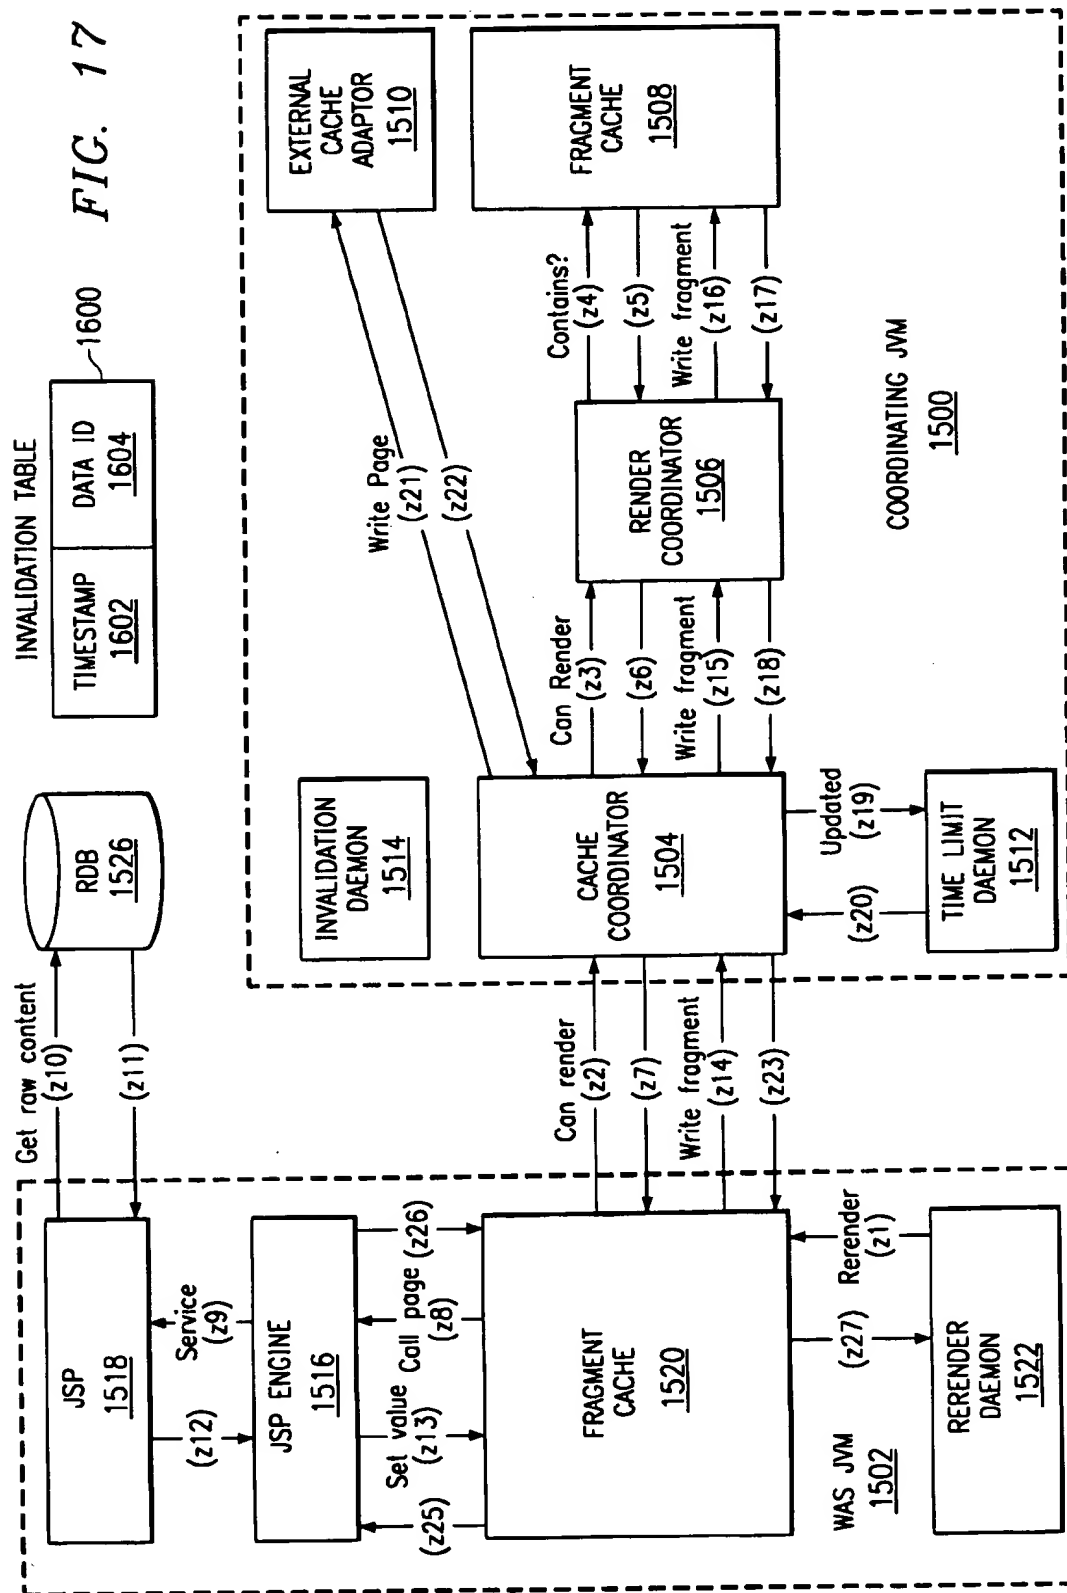 FIG. 17
INVALIDATION TABLE
TIMESTAMP
1602
DATA ID
1604
1600
RDB
1526
Get raw content
(z10)
(z11)
JSP
1518
Service
(z9)
(z12)
JSP ENGINE
1516
Set value
(z13)
Call page
(z8)
(z26)
(z25)
FRAGMENT
CACHE
1520
Rerender
(z1)
(z27)
RERENDER
DAEMON
1522
WAS JVM
1502
Can render
(z2)
(z7)
Write fragment
(z14)
(z23)
INVALIDATION
DAEMON
1514
CACHE
COORDINATOR
1504
Updated
(z19)
(z20)
TIME LIMIT
DAEMON
1512
Write Page
(z21)
(z22)
Can Render
(z3)
(z6)
Write fragment
(z15)
(z18)
RENDER
COORDINATOR
1506
Contains?
(z4)
(z5)
Write fragment
(z16)
(z17)
EXTERNAL
CACHE
ADAPTOR
1510
FRAGMENT
CACHE
1508
COORDINATING JVM
1500